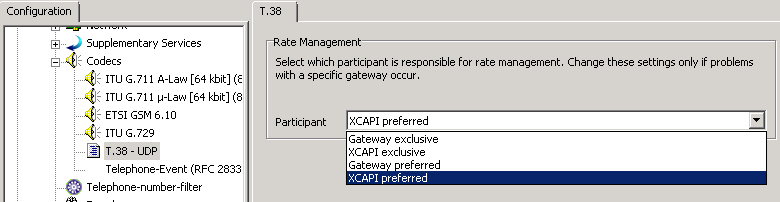 Configuration
Network
Supplementary Services
Codecs
ITU G.711 A-Law [64 kbit] (8
ITU G.711 µ-Law [64 kbit] (8
ETSI GSM 6.10
ITU G.729
T.38 - UDP
Telephone-Event (RFC 2833
Telephone-number-filter
T.38
Rate Management
Select which participant is responsible for rate management. Change these settings only if problems
with a specific gateway occur.
Participant
XCAPI preferred
Gateway exclusive
XCAPI exclusive
Gateway preferred
XCAPI preferred